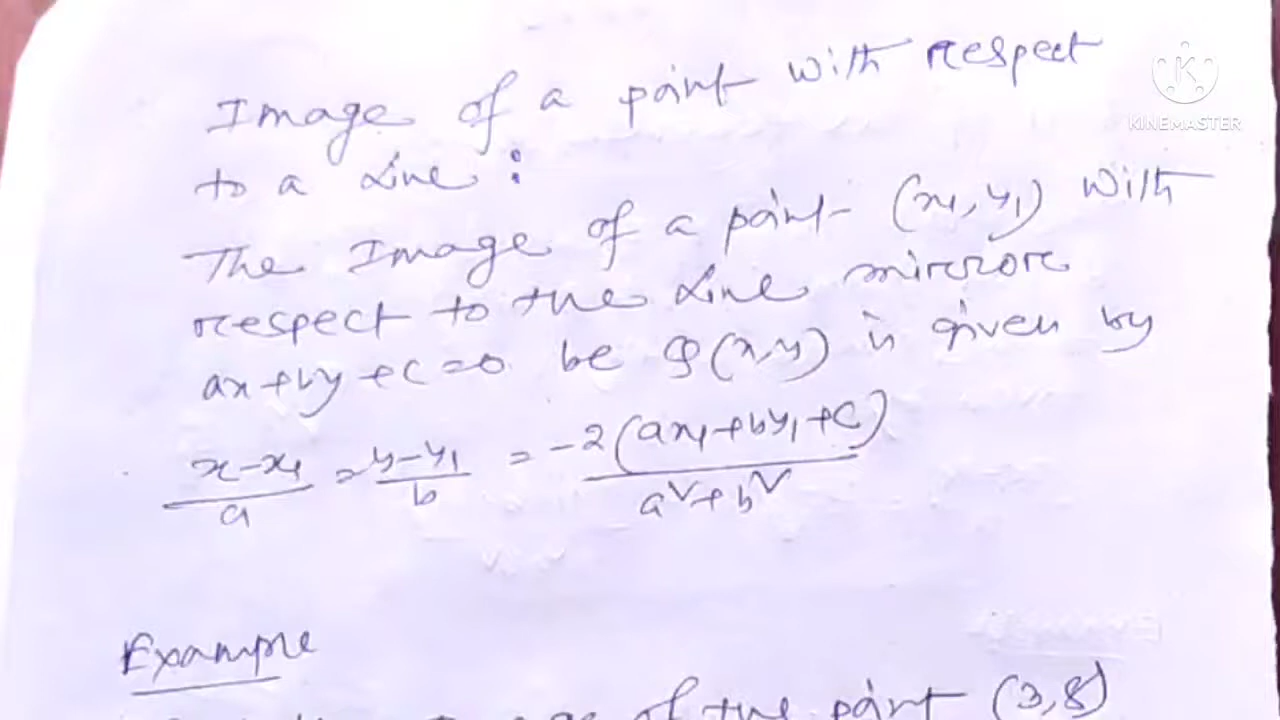 Image of a point with respect
to a Line :
The Image of a point (x₁, y₁) with
respect to the Line mirror
ax+by+c=0 be Q(x,y) is given by
x-x₁/a = y-y₁/b = -2(ax₁+by₁+c)/a²+b²
Example
of the point (3,8)
KINEMASTER